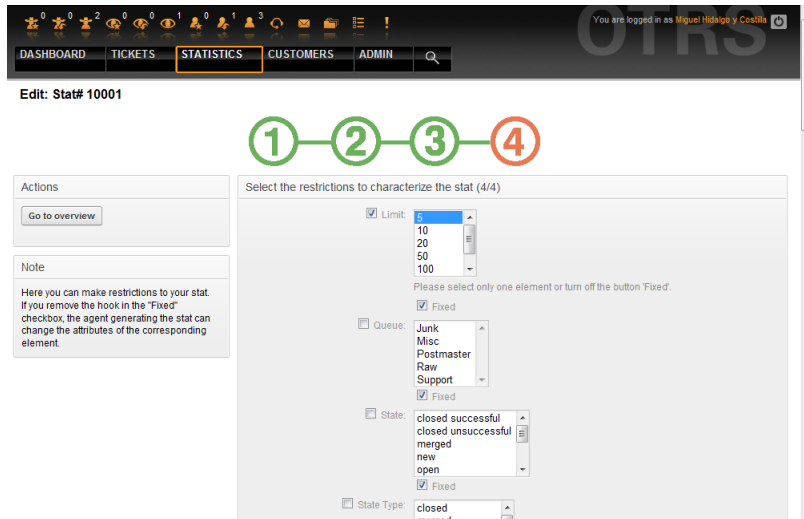 0 0 2 0 0 1 0 1 3
You are logged in as Miguel Hidalgo y Costilla
OTRS
DASHBOARD TICKETS STATISTICS CUSTOMERS ADMIN
Edit: Stat# 10001
1 2 3 4
Actions
Go to overview
Note
Here you can make restrictions to your stat.
If you remove the hook in the "Fixed"
checkbox, the agent generating the stat can
change the attributes of the corresponding
element.
Select the restrictions to characterize the stat (4/4)
Limit:
5
10
20
50
100
Please select only one element or turn off the button 'Fixed'.
Fixed
Queue:
Junk
Misc
Postmaster
Raw
Support
Fixed
State:
closed successful
closed unsuccessful
merged
new
open
Fixed
State Type:
closed
merged